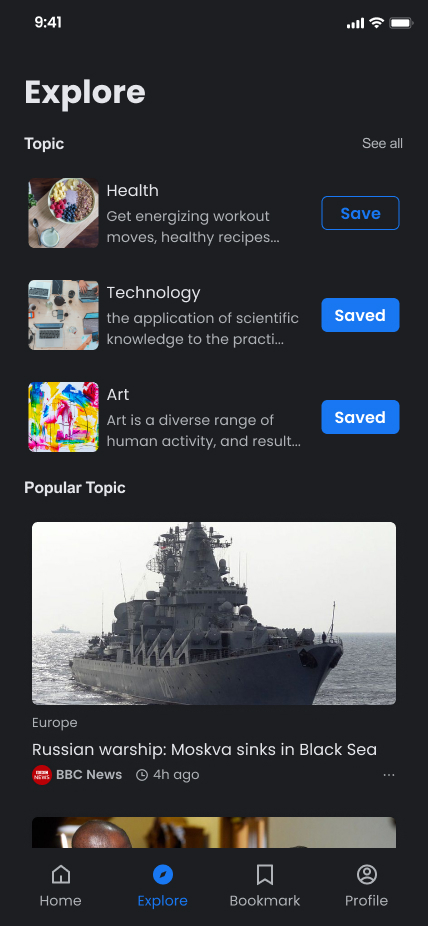 9:41
Explore
Topic
See all
Health
Get energizing workout
moves, healthy recipes...
Save
Technology
the application of scientific
knowledge to the practi...
Saved
Art
Art is a diverse range of
human activity, and result...
Saved
Popular Topic
Europe
Russian warship: Moskva sinks in Black Sea
BBC NEWS
BBC News
4h ago
Home
Explore
Bookmark
Profile